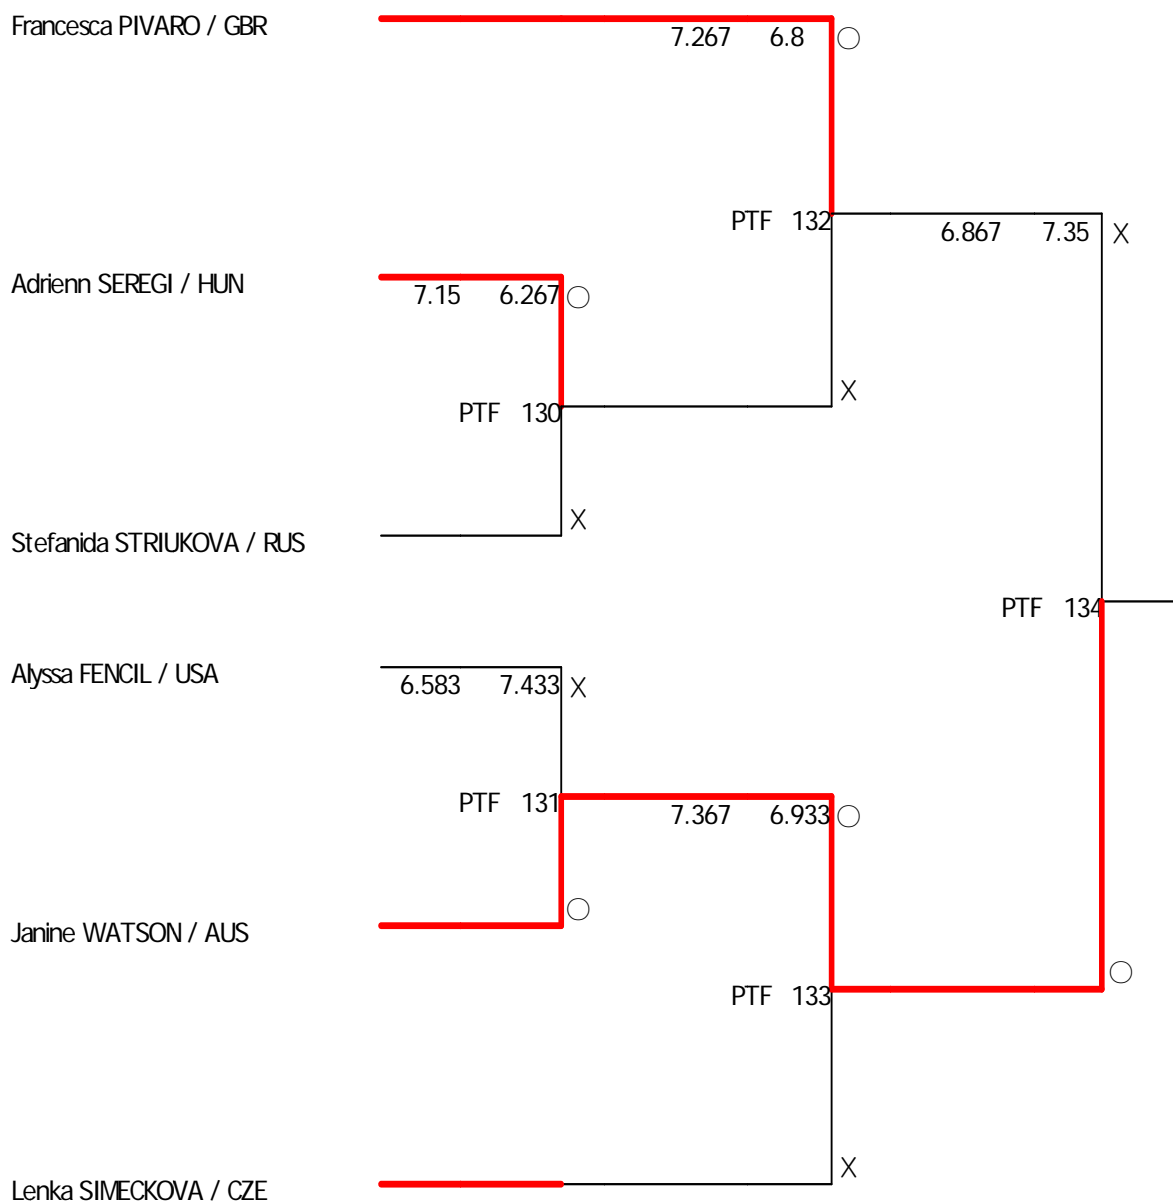 Francesca PIVARO / GBR
7.267 6.8 ○
PTF 132
6.867 7.35 X
Adrienn SEREGI / HUN
7.15 6.267 ○
X
PTF 130
X
Stefanida STRIUKOVA / RUS
PTF 134
Alyssa FENCIL / USA
6.583 7.433 X
PTF 131
7.367 6.933 ○
○
Janine WATSON / AUS
○
PTF 133
X
Lenka SIMECKOVA / CZE